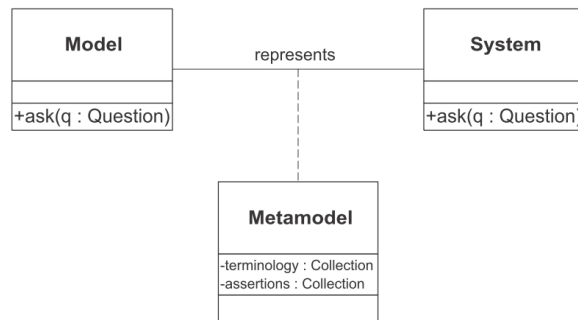 Model
represents
System
+ask(q : Question)
+ask(q : Question)
Metamodel
-terminology : Collection
-assertions : Collection